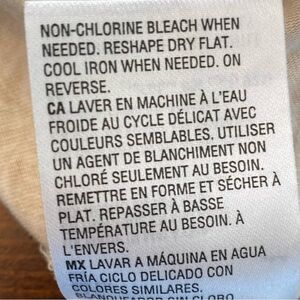 NON-CHLORINE BLEACH WHEN
NEEDED. RESHAPE DRY FLAT.
COOL IRON WHEN NEEDED. ON
REVERSE.
CA LAVER EN MACHINE À L'EAU
FROIDE AU CYCLE DÉLICAT AVEC
COULEURS SEMBLABLES. UTILISER
UN AGENT DE BLANCHIMENT NON
CHLORÉ SEULEMENT AU BESOIN.
REMETTRE EN FORME ET SÉCHER À
PLAT. REPASSER À BASSE
TEMPÉRATURE AU BESOIN. À
L'ENVERS.
MX LAVAR A MÁQUINA EN AGUA
FRÍA CICLO DELICADO CON
COLORES SIMILARES.
BLANQUEADOR SIN CLORO